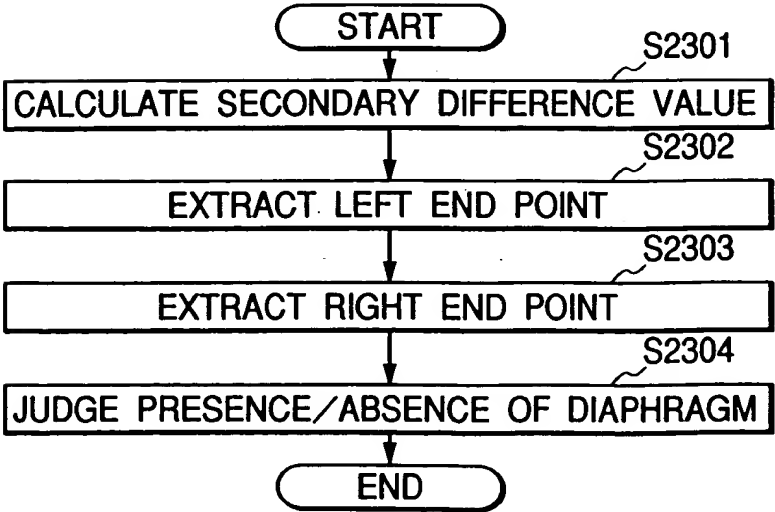 START
S2301
CALCULATE SECONDARY DIFFERENCE VALUE
S2302
EXTRACT LEFT END POINT
S2303
EXTRACT RIGHT END POINT
S2304
JUDGE PRESENCE/ABSENCE OF DIAPHRAGM
END